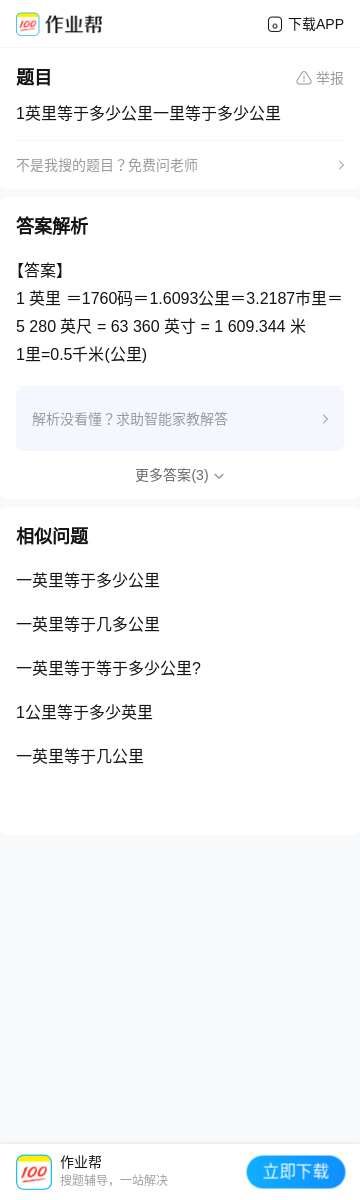 100 作业帮 下载APP
题目 举报
1英里等于多少公里一里等于多少公里
不是我搜的题目？免费问老师
答案解析
【答案】
1 英里 ＝1760码＝1.6093公里＝3.2187市里＝
5 280 英尺 = 63 360 英寸 = 1 609.344 米
1里=0.5千米(公里)
解析没看懂？求助智能家教解答
更多答案(3)
相似问题
一英里等于多少公里
一英里等于几多公里
一英里等于等于多少公里?
1公里等于多少英里
一英里等于几公里
100 作业帮
搜题辅导，一站解决
立即下载